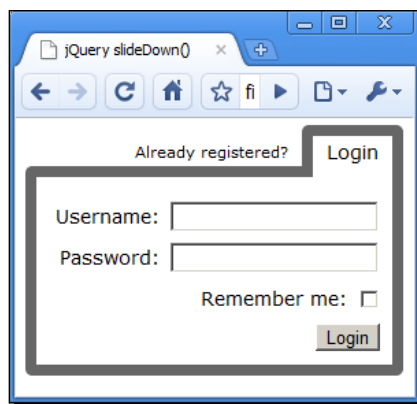 jQuery slideDown()
fi
Already registered? Login
Username:
Password:
Remember me:
Login